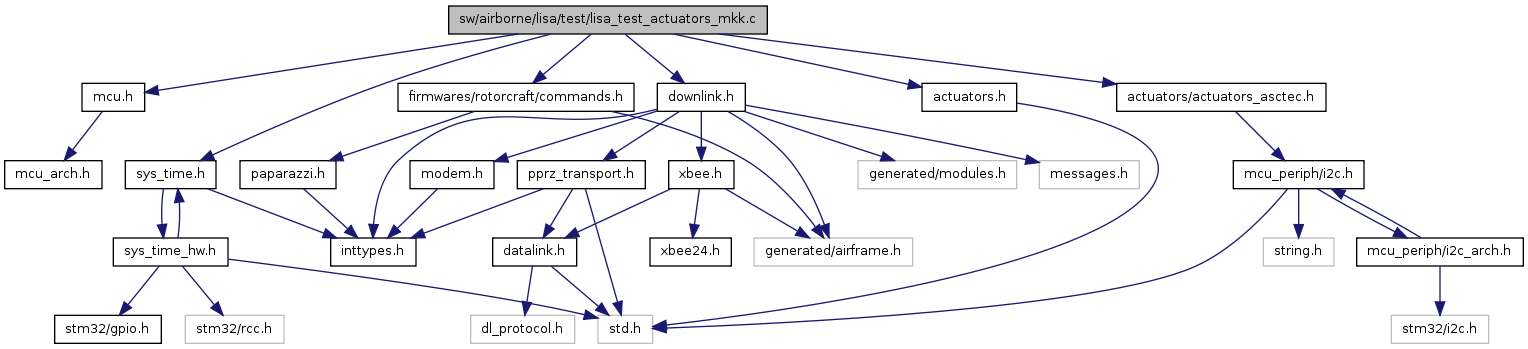 sw/airborne/lisa/test/lisa_test_actuators_mkk.c
mcu.h
firmwares/rotorcraft/commands.h
downlink.h
actuators.h
actuators/actuators_asctec.h
mcu_arch.h
sys_time.h
paparazzi.h
modem.h
pprz_transport.h
xbee.h
generated/modules.h
messages.h
mcu_periph/i2c.h
sys_time_hw.h
inttypes.h
datalink.h
xbee24.h
generated/airframe.h
string.h
mcu_periph/i2c_arch.h
stm32/gpio.h
stm32/rcc.h
dl_protocol.h
std.h
stm32/i2c.h